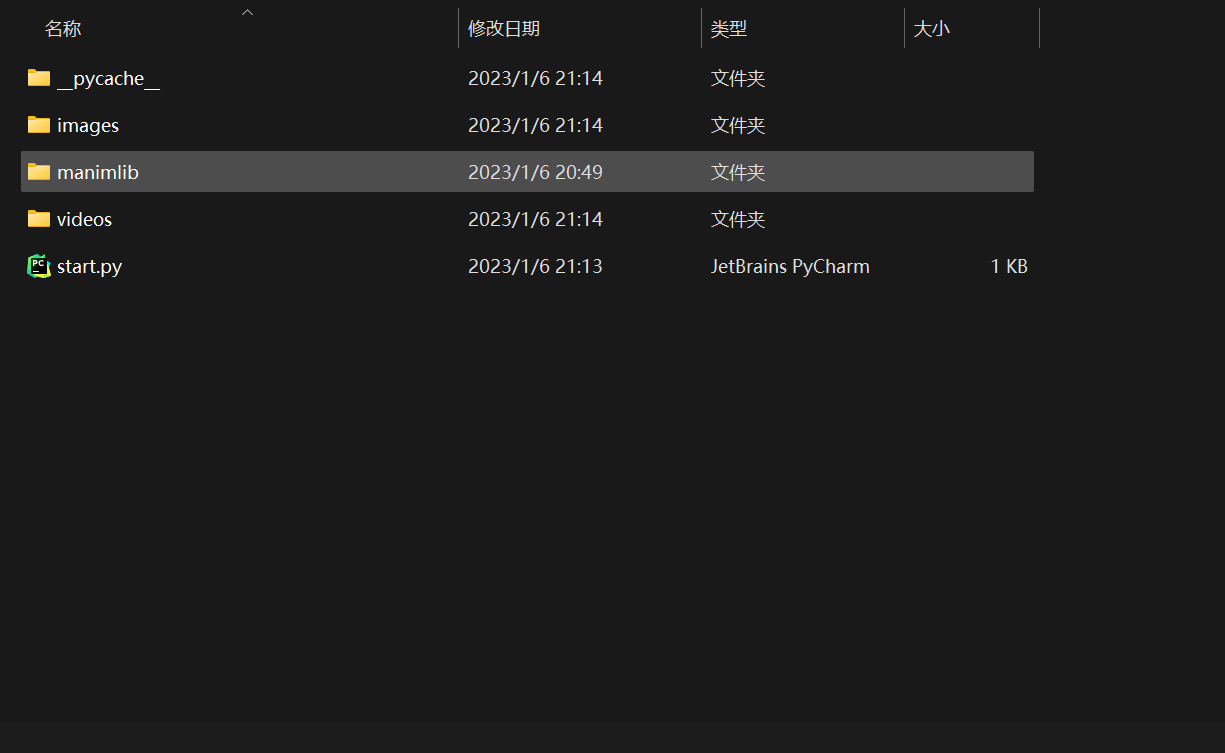 名称 修改日期 类型 大小
__pycache__ 2023/1/6 21:14 文件夹
images 2023/1/6 21:14 文件夹
manimlib 2023/1/6 20:49 文件夹
videos 2023/1/6 21:14 文件夹
PC start.py 2023/1/6 21:13 JetBrains PyCharm 1 KB